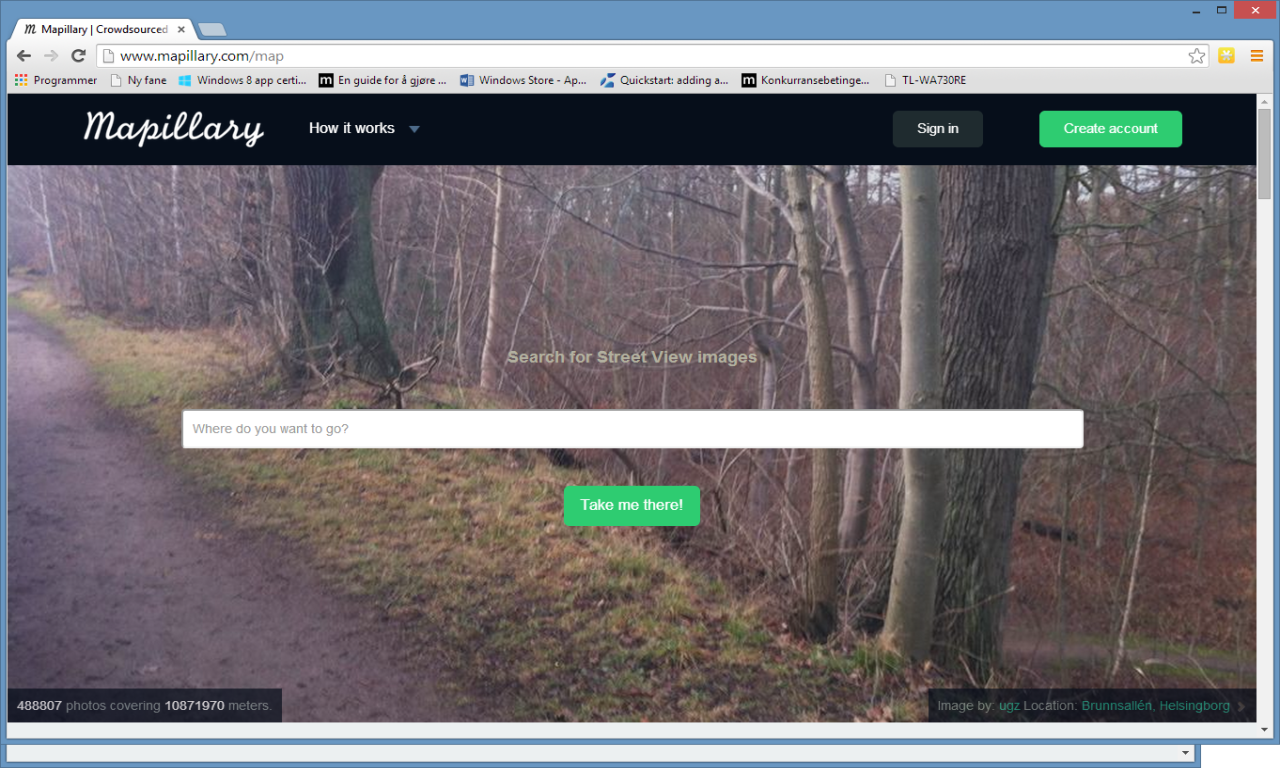 Mapillary | Crowdsourced
www.mapillary.com/map
Programmer Ny fane Windows 8 app certi... En guide for å gjøre ... Windows Store - Ap... Quickstart: adding a... Konkurransebetinge... TL-WA730RE
Mapillary How it works Sign in Create account
Search for Street View images
Where do you want to go?
Take me there!
488807 photos covering 10871970 meters. Image by: ugz Location: Brunnsallén, Helsingborg